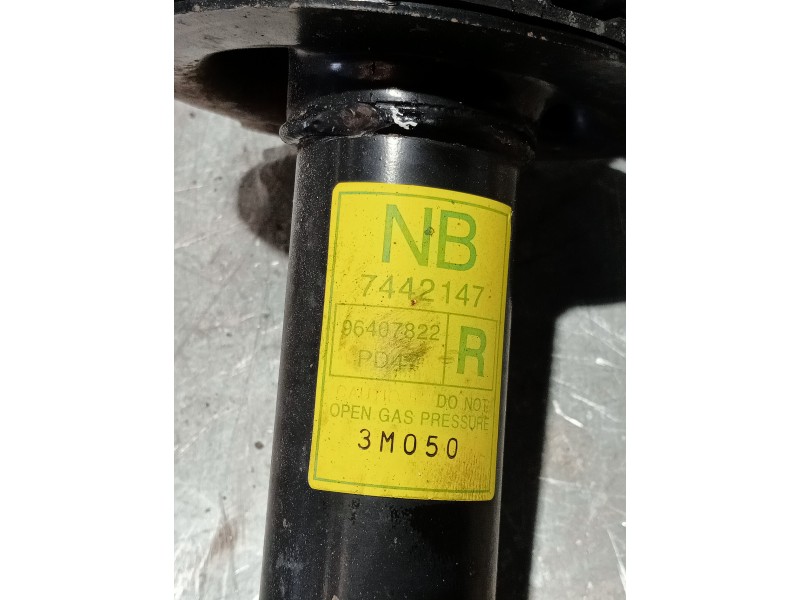 NB
7442147
96407822
R
DO NOT
OPEN GAS PRESSURE
3M050